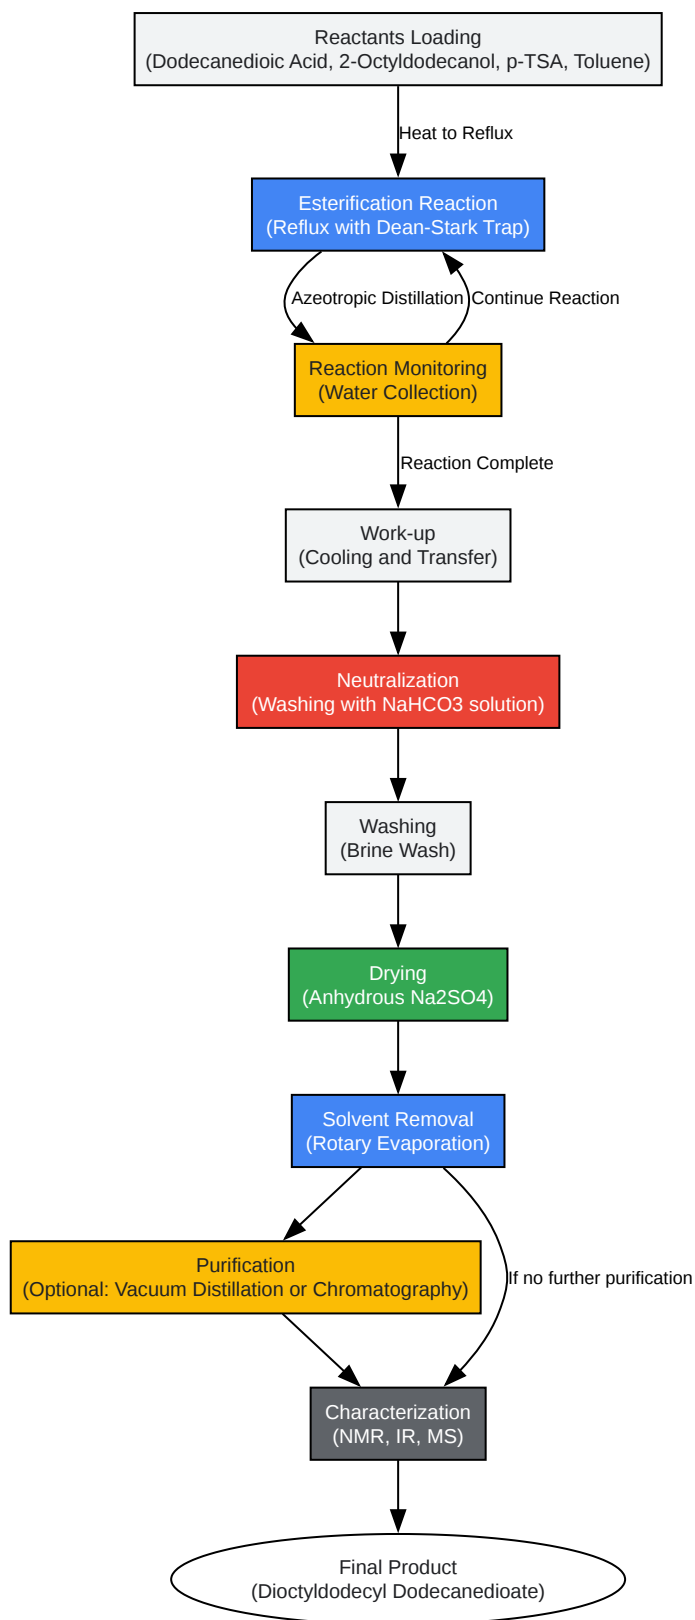 Reactants Loading
(Dodecanedioic Acid, 2-Octyldodecanol, p-TSA, Toluene)
Heat to Reflux
Esterification Reaction
(Reflux with Dean-Stark Trap)
Azeotropic Distillation
Continue Reaction
Reaction Monitoring
(Water Collection)
Reaction Complete
Work-up
(Cooling and Transfer)
Neutralization
(Washing with NaHCO3 solution)
Washing
(Brine Wash)
Drying
(Anhydrous Na2SO4)
Solvent Removal
(Rotary Evaporation)
Purification
(Optional: Vacuum Distillation or Chromatography)
If no further purification
Characterization
(NMR, IR, MS)
Final Product
(Dioctyldodecyl Dodecanedioate)